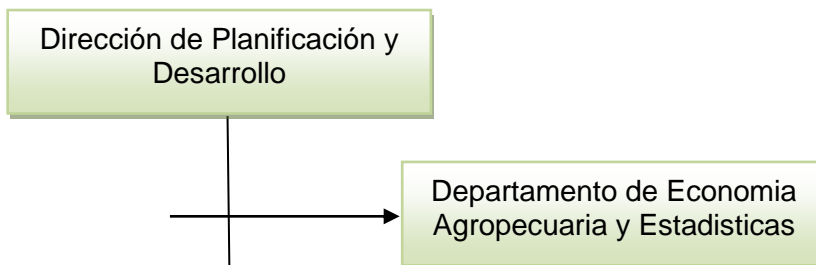 Dirección de Planificación y
Desarrollo
Departamento de Economia
Agropecuaria y Estadisticas